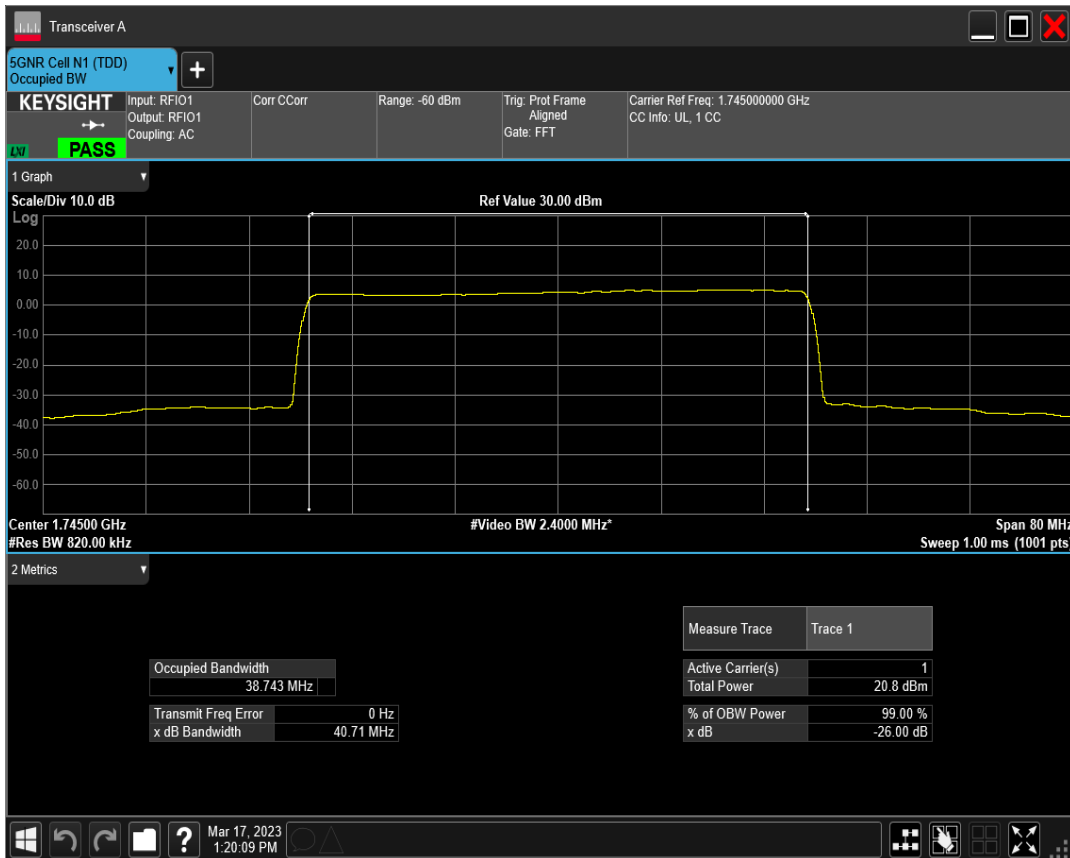 Transceiver A
5GNR Cell N1 (TDD)
Occupied BW
+
KEYSIGHT
LXI
PASS
Input: RFIO1
Output: RFIO1
Coupling: AC
Corr CCorr
Range: -60 dBm
Trig: Prot Frame
Aligned
Gate: FFT
Carrier Ref Freq: 1.745000000 GHz
CC Info: UL, 1 CC
1 Graph
Scale/Div 10.0 dB
Ref Value 30.00 dBm
Log
20.0
10.0
0.00
-10.0
-20.0
-30.0
-40.0
-50.0
-60.0
Center 1.74500 GHz
#Video BW 2.4000 MHz*
Span 80 MHz
#Res BW 820.00 kHz
Sweep 1.00 ms (1001 pts)
2 Metrics
Measure Trace Trace 1
Occupied Bandwidth
38.743 MHz
Active Carrier(s) 1
Total Power 20.8 dBm
Transmit Freq Error 0 Hz
x dB Bandwidth 40.71 MHz
% of OBW Power 99.00 %
x dB -26.00 dB
?
Mar 17, 2023
1:20:09 PM